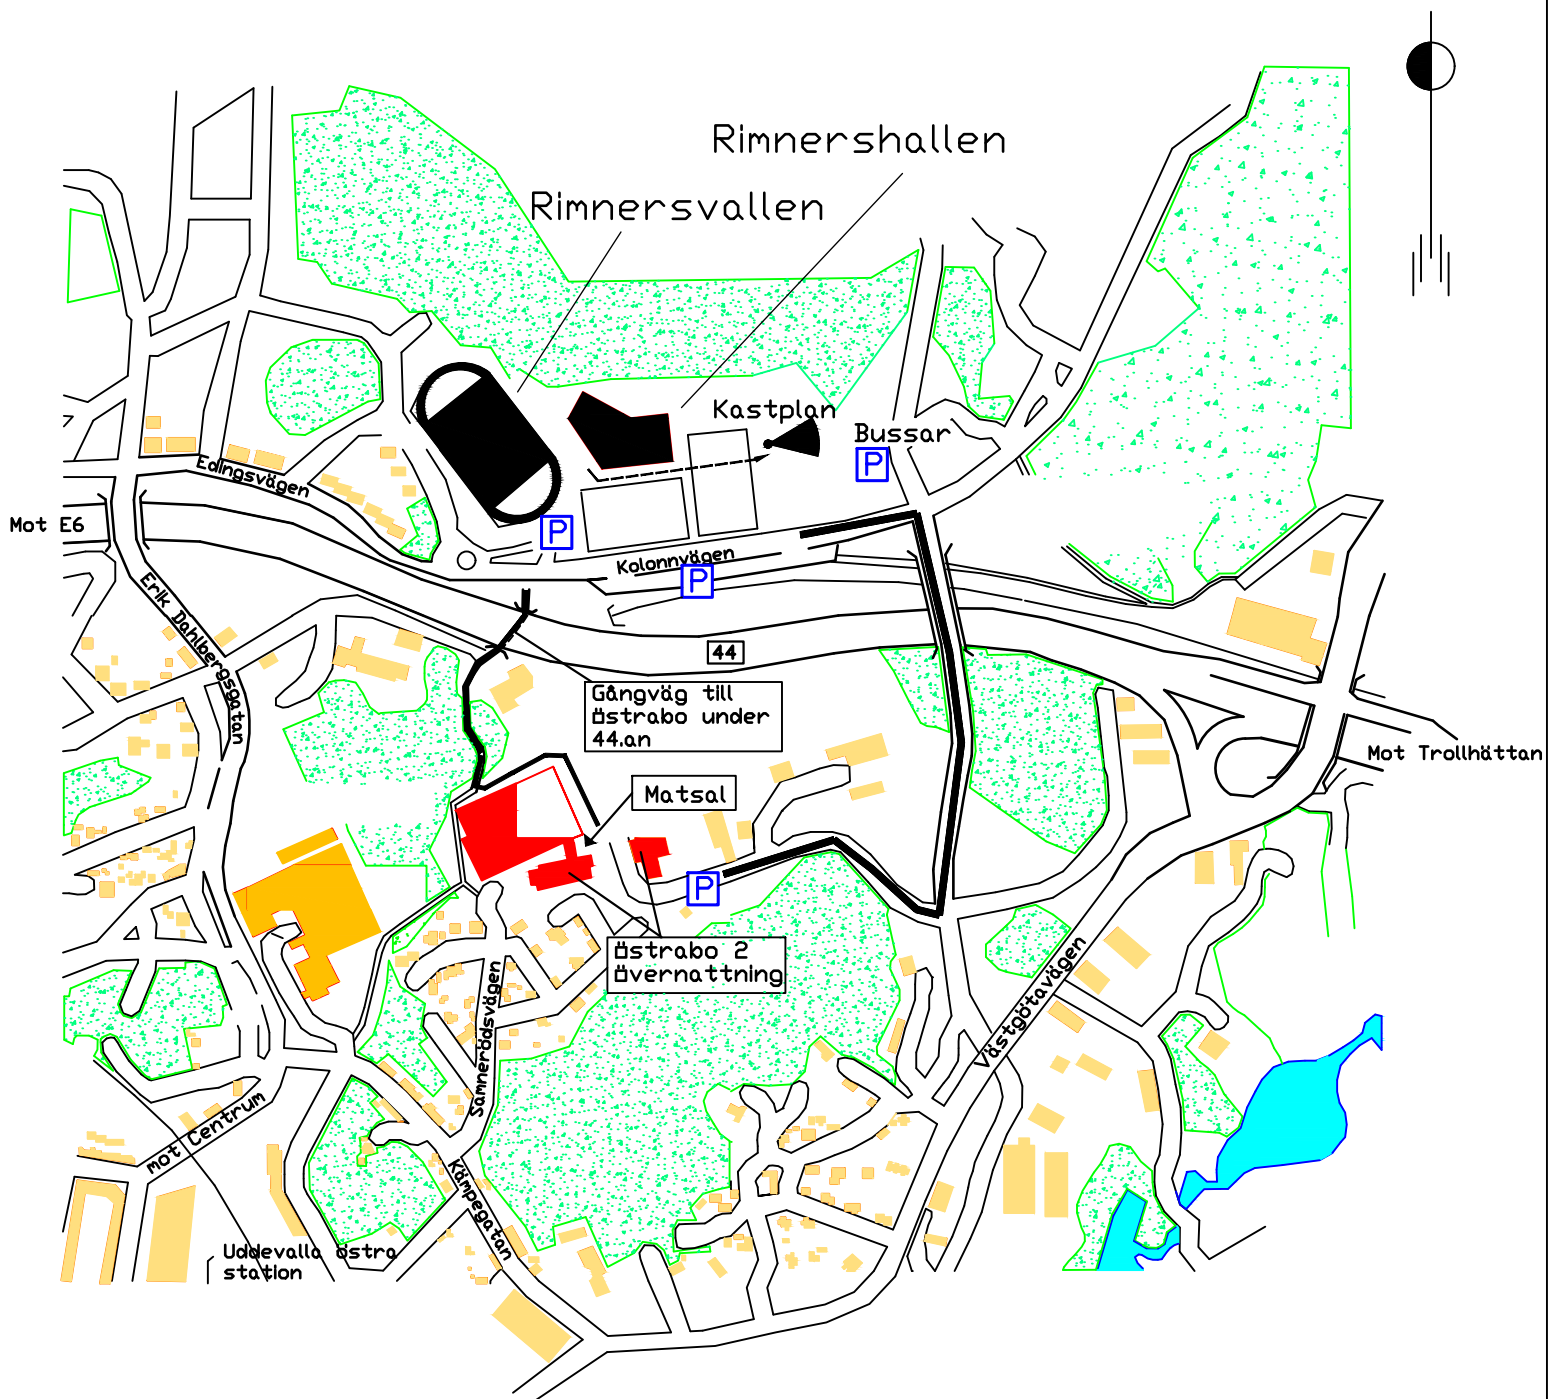 Rimnershallen
Rimnersvallen
Kastplan
Bussar
P
Edingsvägen
Mot E6
P
Kolonnvägen
P
Erik Dahlbergsgatan
44
Gångväg till
östrabo under
44.an
Mot Trollhättan
Matsal
P
östrabo 2
övernattning
Västgötavägen
Samnerödsvägen
mot Centrum
Kämpegatan
Uddevalla östra
station